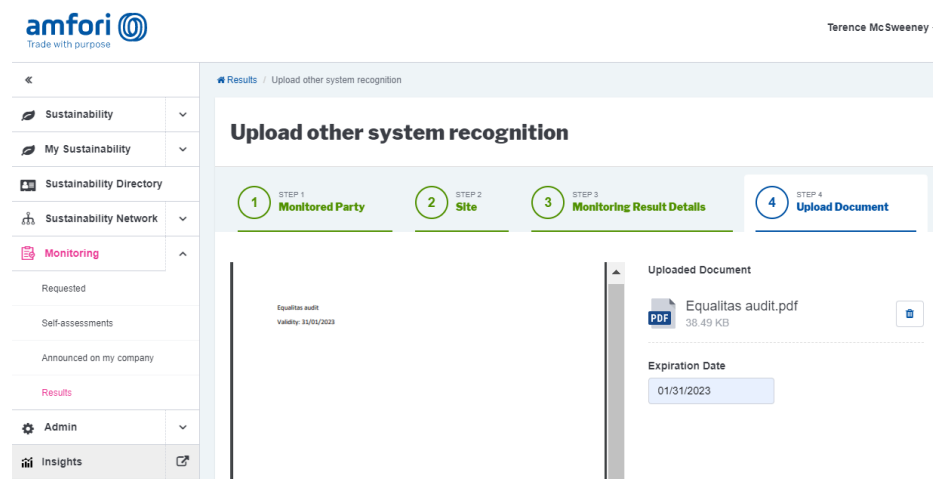 amfori
Trade with purpose
Terence McSweeney
«
Results / Upload other system recognition
Sustainability
My Sustainability
Sustainability Directory
Sustainability Network
Monitoring
Requested
Self-assessments
Announced on my company
Results
Admin
Insights
Upload other system recognition
1 STEP 1
Monitored Party
2 STEP 2
Site
3 STEP 3
Monitoring Result Details
4 STEP 4
Upload Document
Equalitas audit
Validity: 31/01/2023
Uploaded Document
PDF
Equalitas audit.pdf
38.49 KB
Expiration Date
01/31/2023